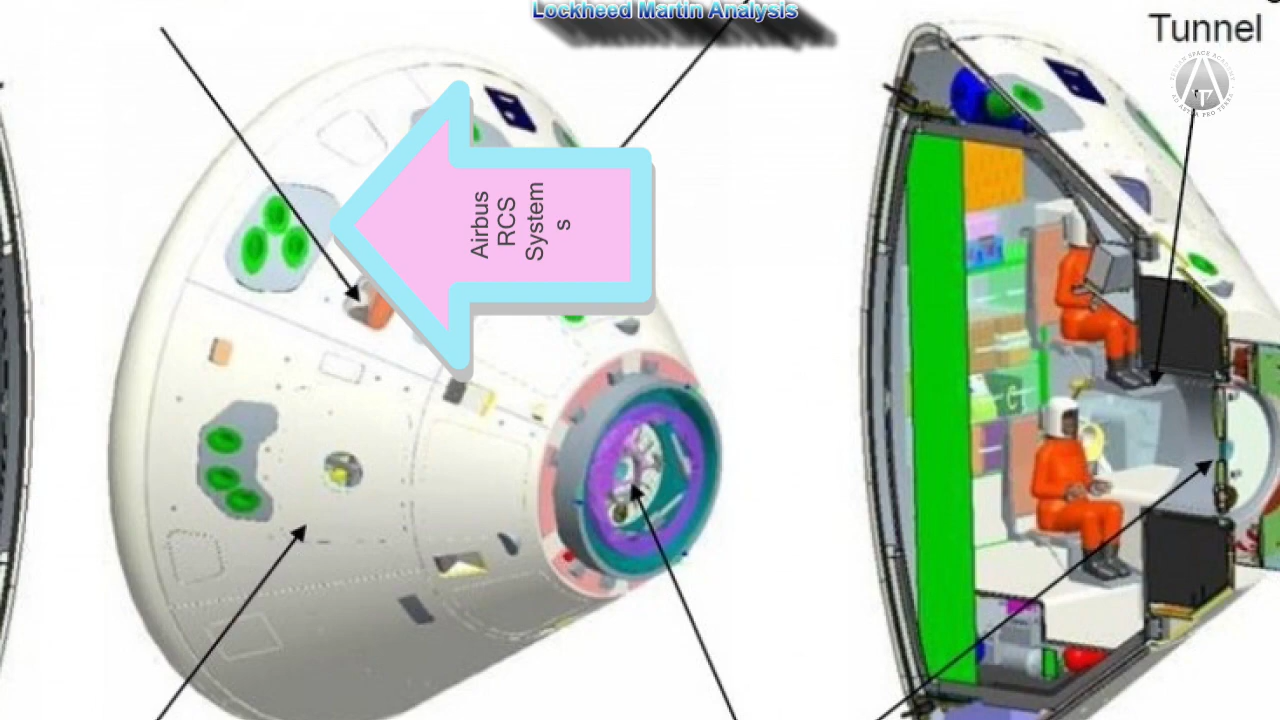 Lockheed Martin Analysis
Tunnel
Airbus
RCS
System
s